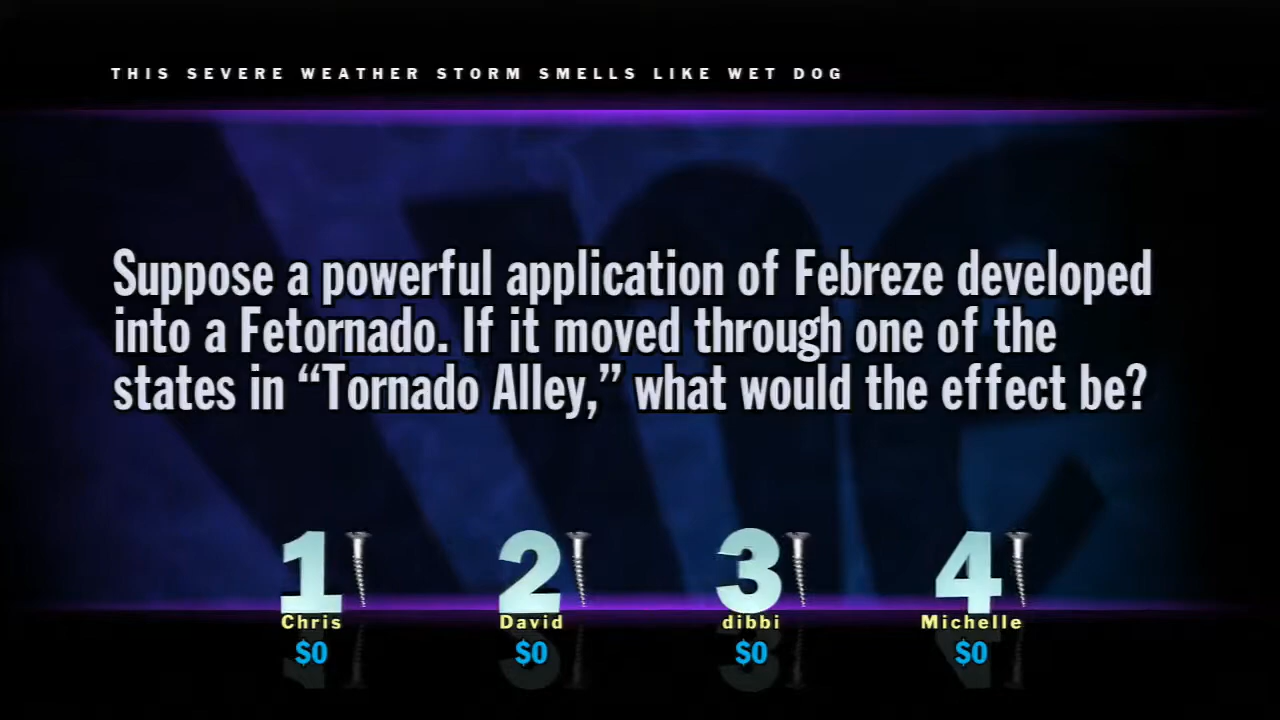 THIS SEVERE WEATHER STORM SMELLS LIKE WET DOG
Suppose a powerful application of Febreze developed
into a Fetornado. If it moved through one of the
states in “Tornado Alley,” what would the effect be?
1 2 3 4
Chris David dibbi Michelle
$0 $0 $0 $0